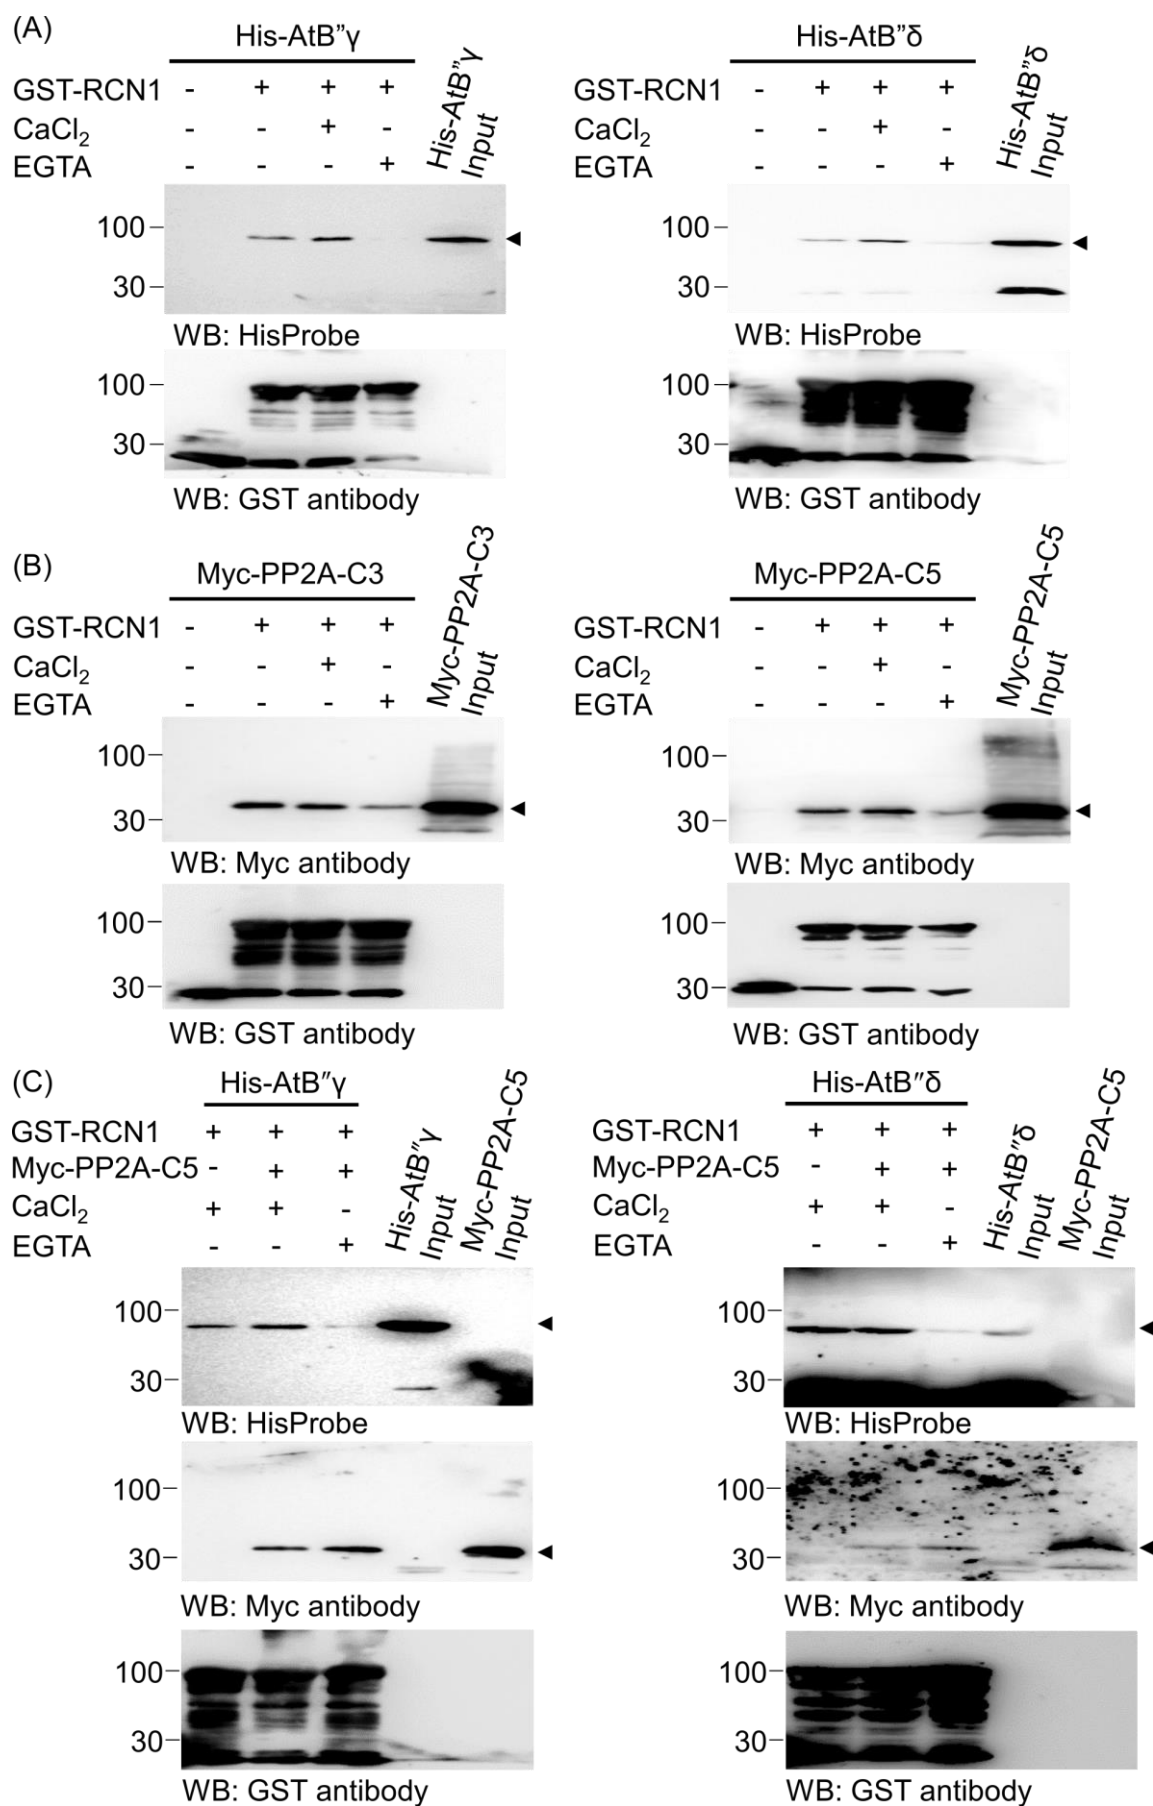 (A)
His-AtB”γ
GST-RCN1 - + + +
CaCl2 - - + -
EGTA - - - +
His-AtB”γ
Input
100
30
WB: HisProbe
100
30
WB: GST antibody
His-AtB”δ
GST-RCN1 - + + +
CaCl2 - - + -
EGTA - - - +
His-AtB”δ
Input
100
30
WB: HisProbe
100
30
WB: GST antibody
(B)
Myc-PP2A-C3
GST-RCN1 - + + +
CaCl2 - - + -
EGTA - - - +
Myc-PP2A-C3
Input
100
30
WB: Myc antibody
100
30
WB: GST antibody
Myc-PP2A-C5
GST-RCN1 - + + +
CaCl2 - - + -
EGTA - - - +
Myc-PP2A-C5
Input
100
30
WB: Myc antibody
100
30
WB: GST antibody
(C)
His-AtB″γ
GST-RCN1 + + +
Myc-PP2A-C5 - + +
CaCl2 + + -
EGTA - - +
His-AtB″γ
Input
Myc-PP2A-C5
Input
100
30
WB: HisProbe
100
30
WB: Myc antibody
100
30
WB: GST antibody
His-AtB″δ
GST-RCN1 + + +
Myc-PP2A-C5 - + +
CaCl2 + + -
EGTA - - +
His-AtB″δ
Input
Myc-PP2A-C5
Input
100
30
WB: HisProbe
100
30
WB: Myc antibody
100
30
WB: GST antibody